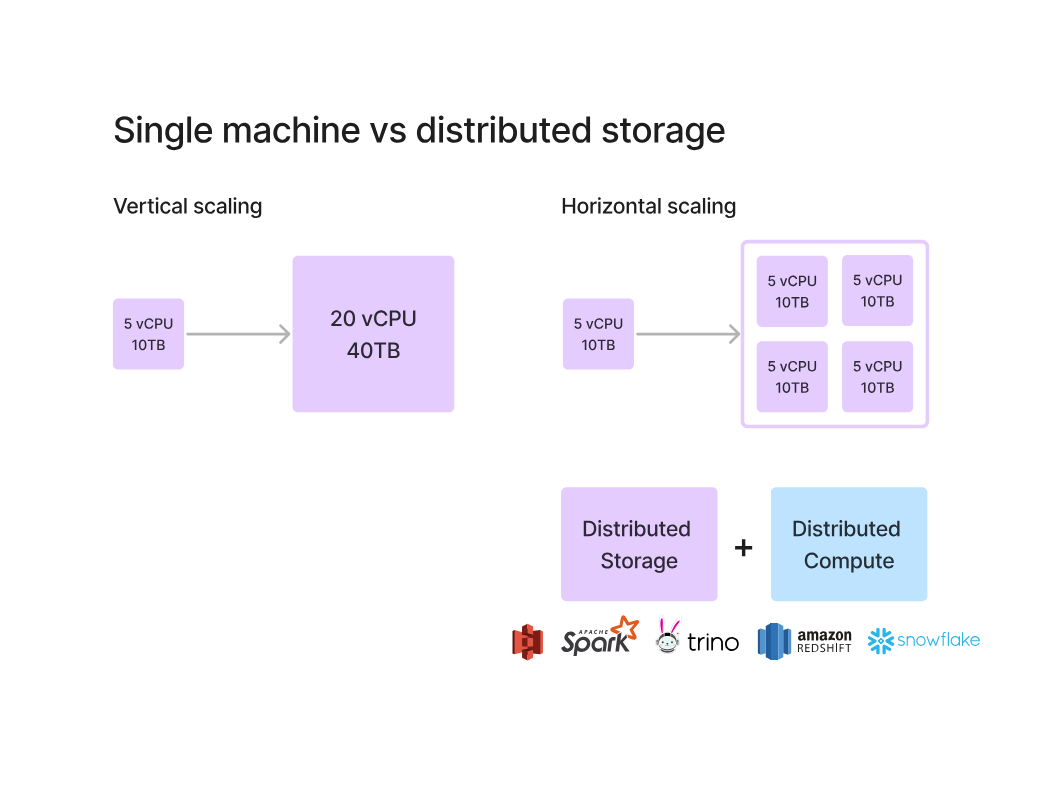 Single machine vs distributed storage
Vertical scaling
5 vCPU
10TB
20 vCPU
40TB
Horizontal scaling
5 vCPU
10TB
5 vCPU
10TB
5 vCPU
10TB
5 vCPU
10TB
5 vCPU
10TB
Distributed
Storage
+
Distributed
Compute
APACHE
Spark
trino
amazon
REDSHIFT
snowflake